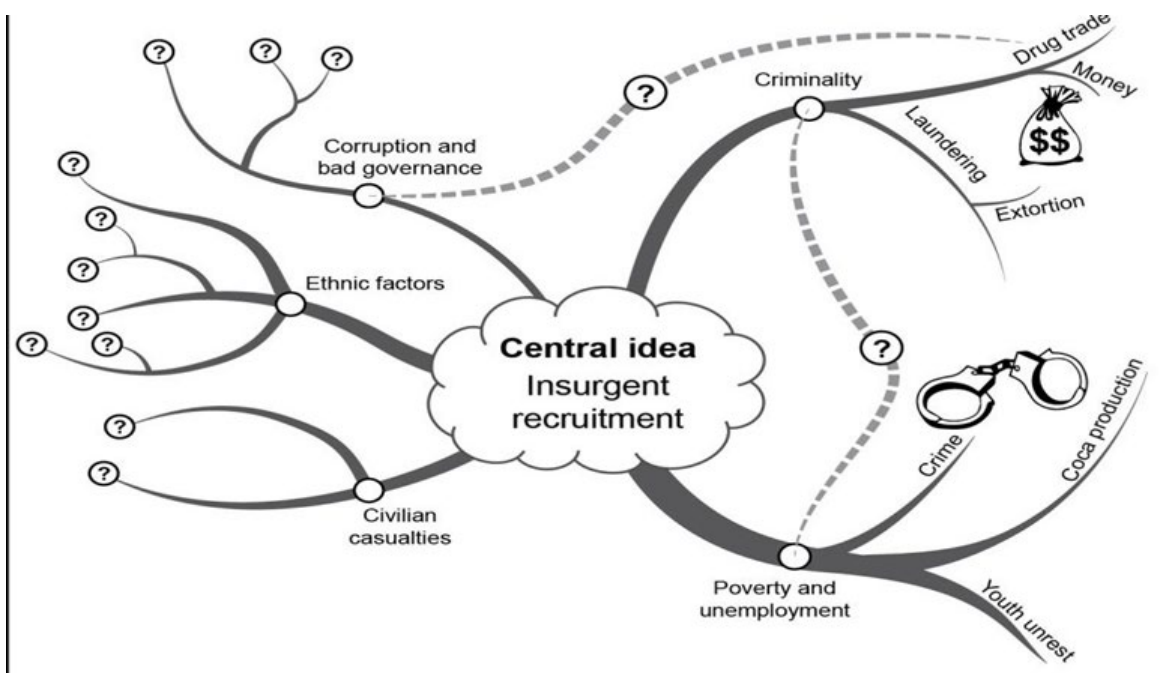 ?
?
?
Corruption and
bad governance
?
Criminality
Drug trade
Money
Laundering
$$
Extortion
?
?
?
?
?
?
Ethnic factors
Central idea
Insurgent
recruitment
?
?
?
Civilian
casualties
Crime
Coca production
Poverty and
unemployment
Youth unrest